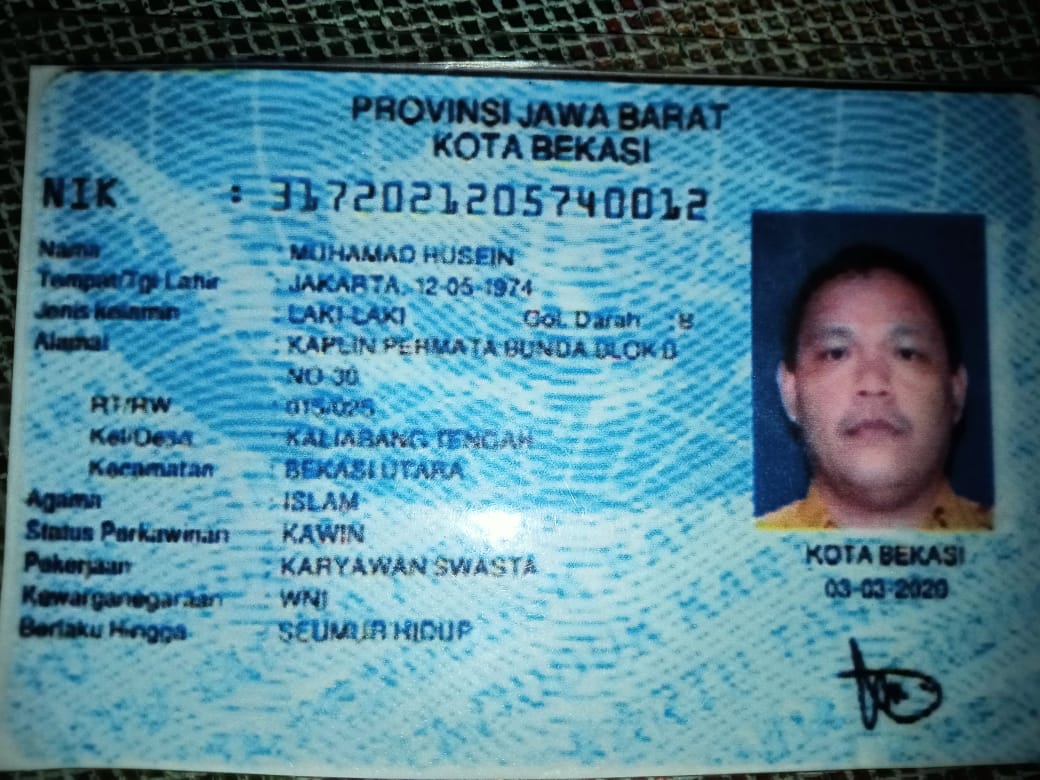 PROVINSI JAWA BARAT
KOTA BEKASI
NIK : 3172021205740012
Nama : MUHAMAD HUSEIN
Tempat/Tgl Lahir : JAKARTA, 12-05-1974
Jenis kelamin : LAKI-LAKI Gol. Darah : B
Alamat : KAPLIN PERMATA BUNDA BLOK D
NO 30
RT/RW : 015/025
Kel/Desa : KALIABANG TENGAH
Kecamatan : BEKASI UTARA
Agama : ISLAM
Status Perkawinan : KAWIN
Pekerjaan : KARYAWAN SWASTA
Kewarganegaraan : WNI
Berlaku Hingga : SEUMUR HIDUP
KOTA BEKASI
03-03-2020